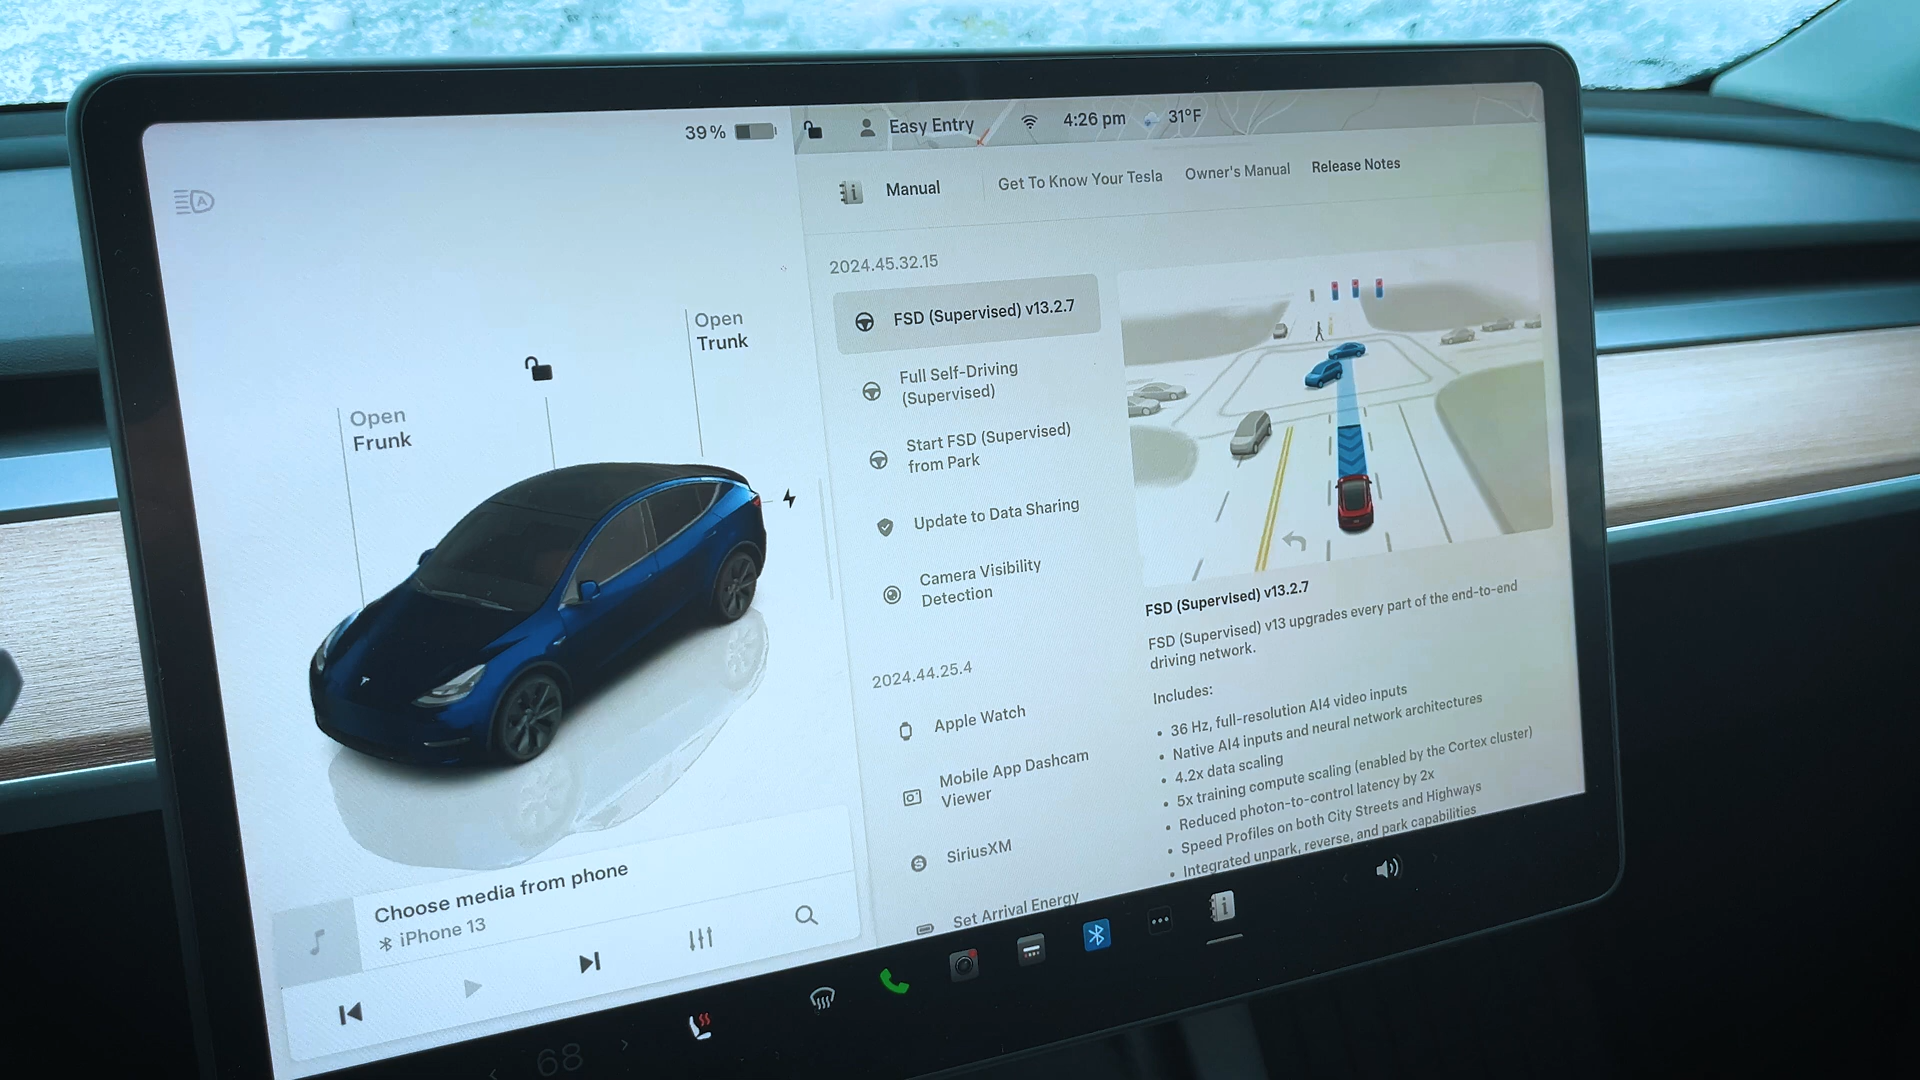 39%
Easy Entry
4:26 pm
31°F
Manual
Get To Know Your Tesla
Owner's Manual
Release Notes
A
Open
Trunk
Open
Frunk
2024.45.32.15
FSD (Supervised) v13.2.7
Full Self-Driving
(Supervised)
Start FSD (Supervised)
from Park
Update to Data Sharing
Camera Visibility
Detection
2024.44.25.4
Apple Watch
Mobile App Dashcam
Viewer
SiriusXM
Set Arrival Energy
FSD (Supervised) v13.2.7
FSD (Supervised) v13 upgrades every part of the end-to-end
driving network.
Includes:
• 36 Hz, full-resolution AI4 video inputs
• Native AI4 inputs and neural network architectures
• 4.2x data scaling
• 5x training compute scaling (enabled by the Cortex cluster)
• Reduced photon-to-control latency by 2x
• Speed Profiles on both City Streets and Highways
• Integrated unpark, reverse, and park capabilities
Choose media from phone
iPhone 13
68